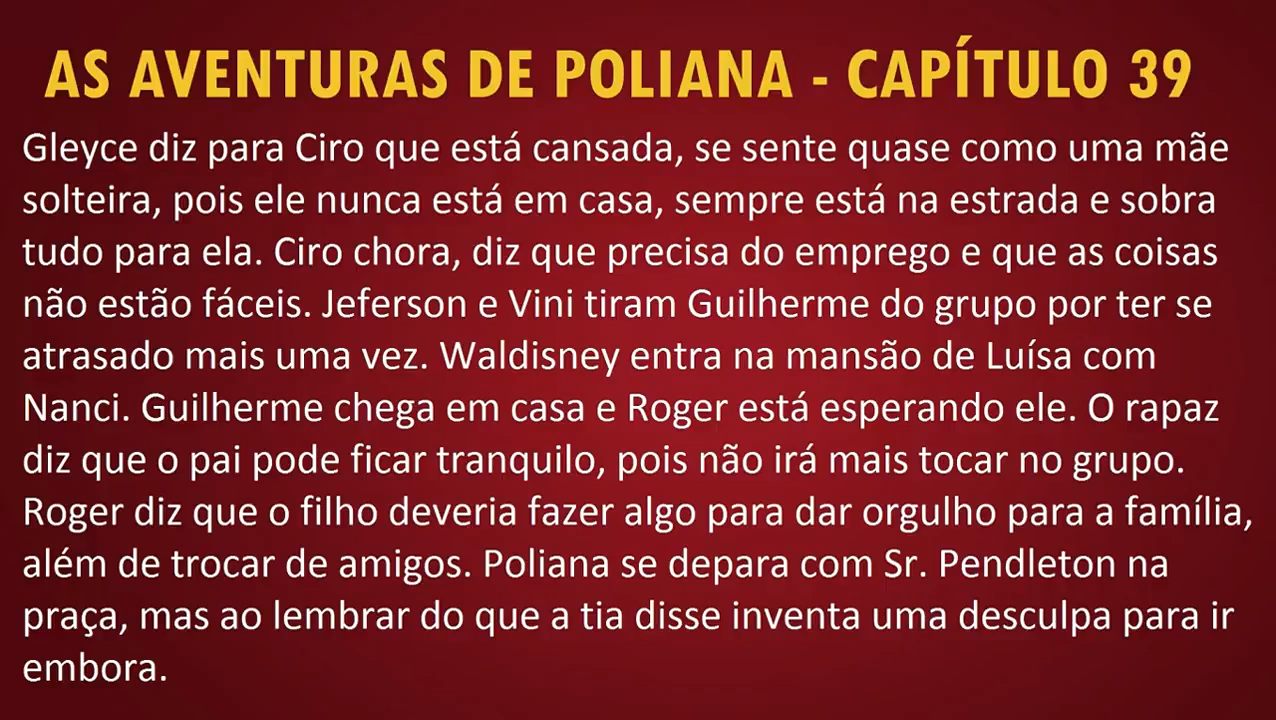 AS AVENTURAS DE POLIANA - CAPÍTULO 39
Gleyce diz para Ciro que está cansada, se sente quase como uma mãe
solteira, pois ele nunca está em casa, sempre está na estrada e sobra
tudo para ela. Ciro chora, diz que precisa do emprego e que as coisas
não estão fáceis. Jeferson e Vini tiram Guilherme do grupo por ter se
atrasado mais uma vez. Waldisney entra na mansão de Luísa com
Nanci. Guilherme chega em casa e Roger está esperando ele. O rapaz
diz que o pai pode ficar tranquilo, pois não irá mais tocar no grupo.
Roger diz que o filho deveria fazer algo para dar orgulho para a família,
além de trocar de amigos. Poliana se depara com Sr. Pendleton na
praça, mas ao lembrar do que a tia disse inventa uma desculpa para ir
embora.